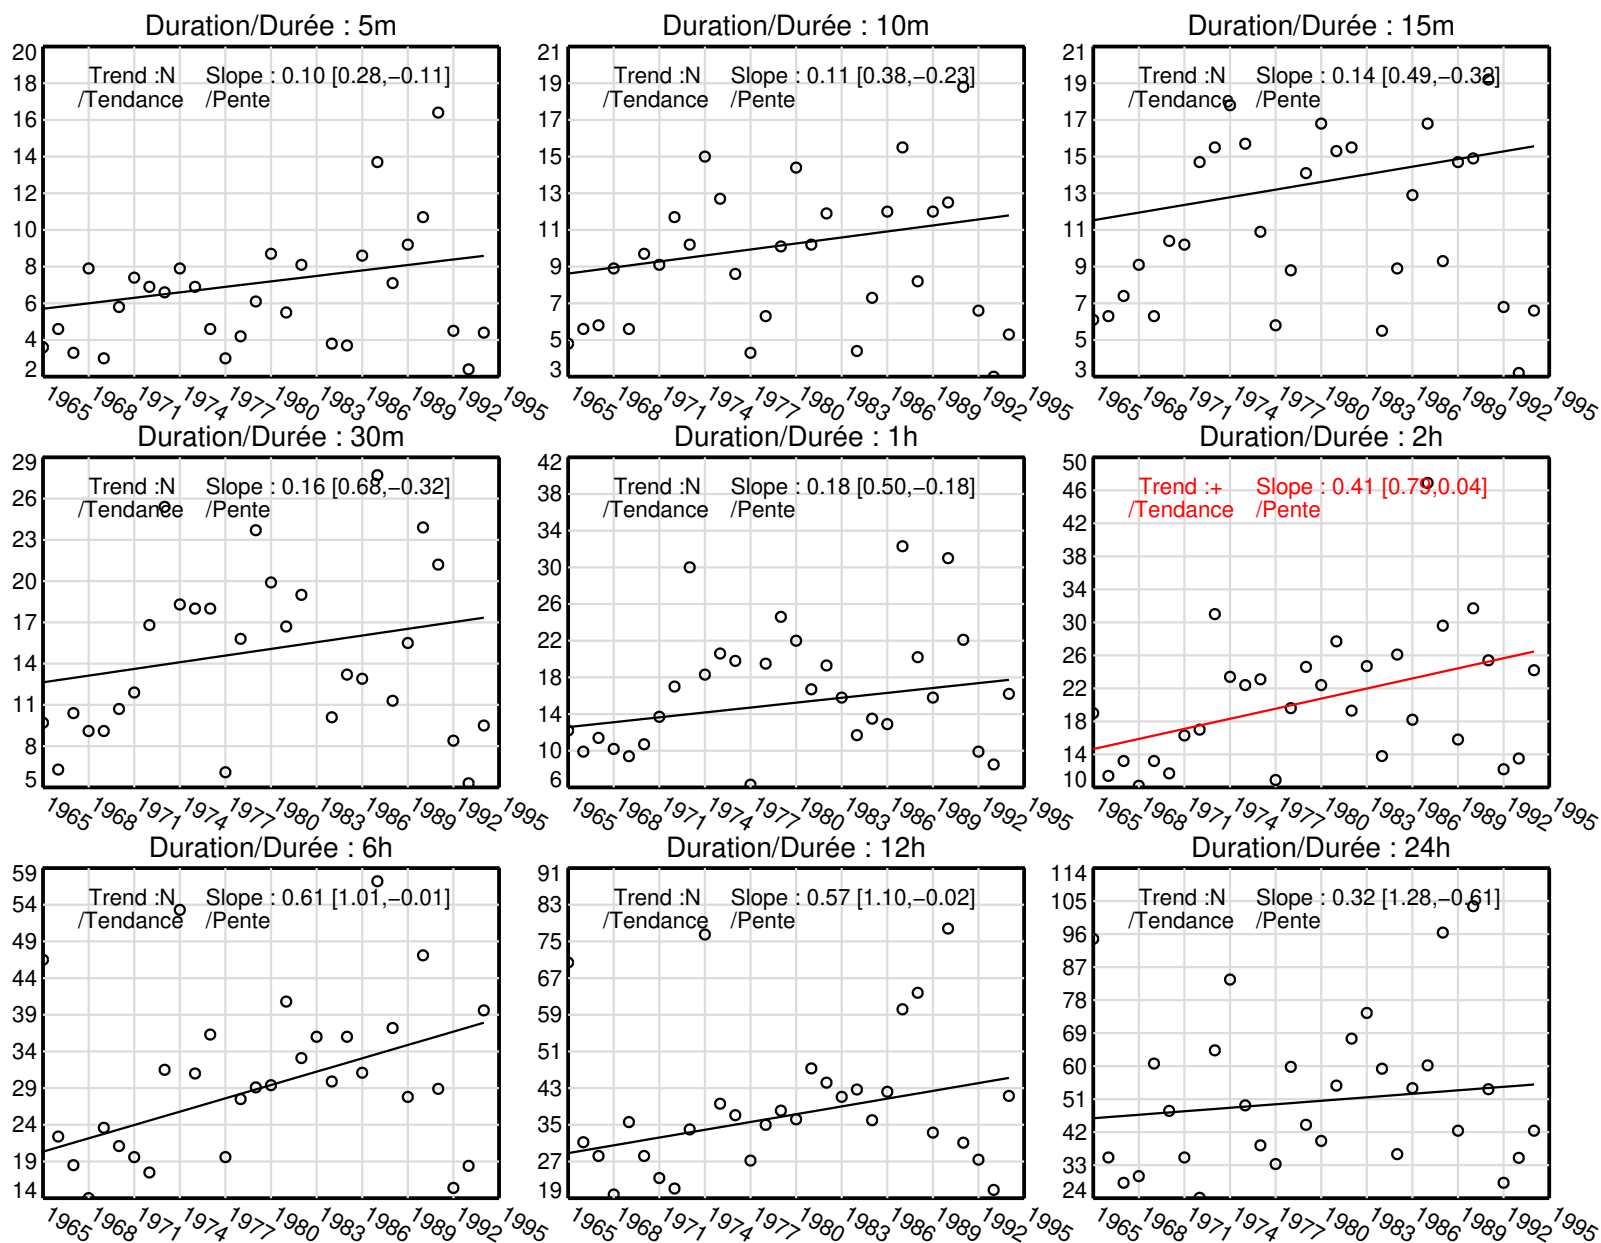 Duration/Durée : 5m
20
18
16
14
12
10
8
6
4
2
Trend :N Slope : 0.10 [0.28,−0.11]
/Tendance /Pente
1965 1968 1971 1974 1977 1980 1983 1986 1989 1992 1995
Duration/Durée : 10m
21
19
17
15
13
11
9
7
5
3
Trend :N Slope : 0.11 [0.38,−0.23]
/Tendance /Pente
1965 1968 1971 1974 1977 1980 1983 1986 1989 1992 1995
Duration/Durée : 15m
21
19
17
15
13
11
9
7
5
3
Trend :N Slope : 0.14 [0.49,−0.32]
/Tendance /Pente
1965 1968 1971 1974 1977 1980 1983 1986 1989 1992 1995
Duration/Durée : 30m
29
26
23
20
17
14
11
8
5
Trend :N Slope : 0.16 [0.68,−0.32]
/Tendance /Pente
1965 1968 1971 1974 1977 1980 1983 1986 1989 1992 1995
Duration/Durée : 1h
42
38
34
30
26
22
18
14
10
6
Trend :N Slope : 0.18 [0.50,−0.18]
/Tendance /Pente
1965 1968 1971 1974 1977 1980 1983 1986 1989 1992 1995
Duration/Durée : 2h
50
46
42
38
34
30
26
22
18
14
10
Trend :+ Slope : 0.41 [0.79,0.04]
/Tendance /Pente
1965 1968 1971 1974 1977 1980 1983 1986 1989 1992 1995
Duration/Durée : 6h
59
54
49
44
39
34
29
24
19
14
Trend :N Slope : 0.61 [1.01,−0.01]
/Tendance /Pente
1965 1968 1971 1974 1977 1980 1983 1986 1989 1992 1995
Duration/Durée : 12h
91
83
75
67
59
51
43
35
27
19
Trend :N Slope : 0.57 [1.10,−0.02]
/Tendance /Pente
1965 1968 1971 1974 1977 1980 1983 1986 1989 1992 1995
Duration/Durée : 24h
114
105
96
87
78
69
60
51
42
33
24
Trend :N Slope : 0.32 [1.28,−0.61]
/Tendance /Pente
1965 1968 1971 1974 1977 1980 1983 1986 1989 1992 1995